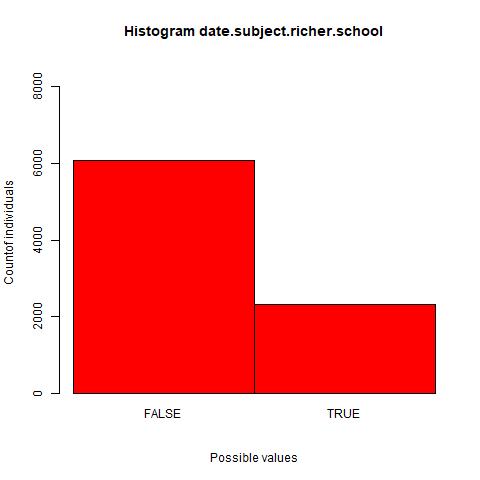 Histogram date.subject.richer.school
8000
6000
4000
2000
0
Countof individuals
FALSE TRUE
Possible values